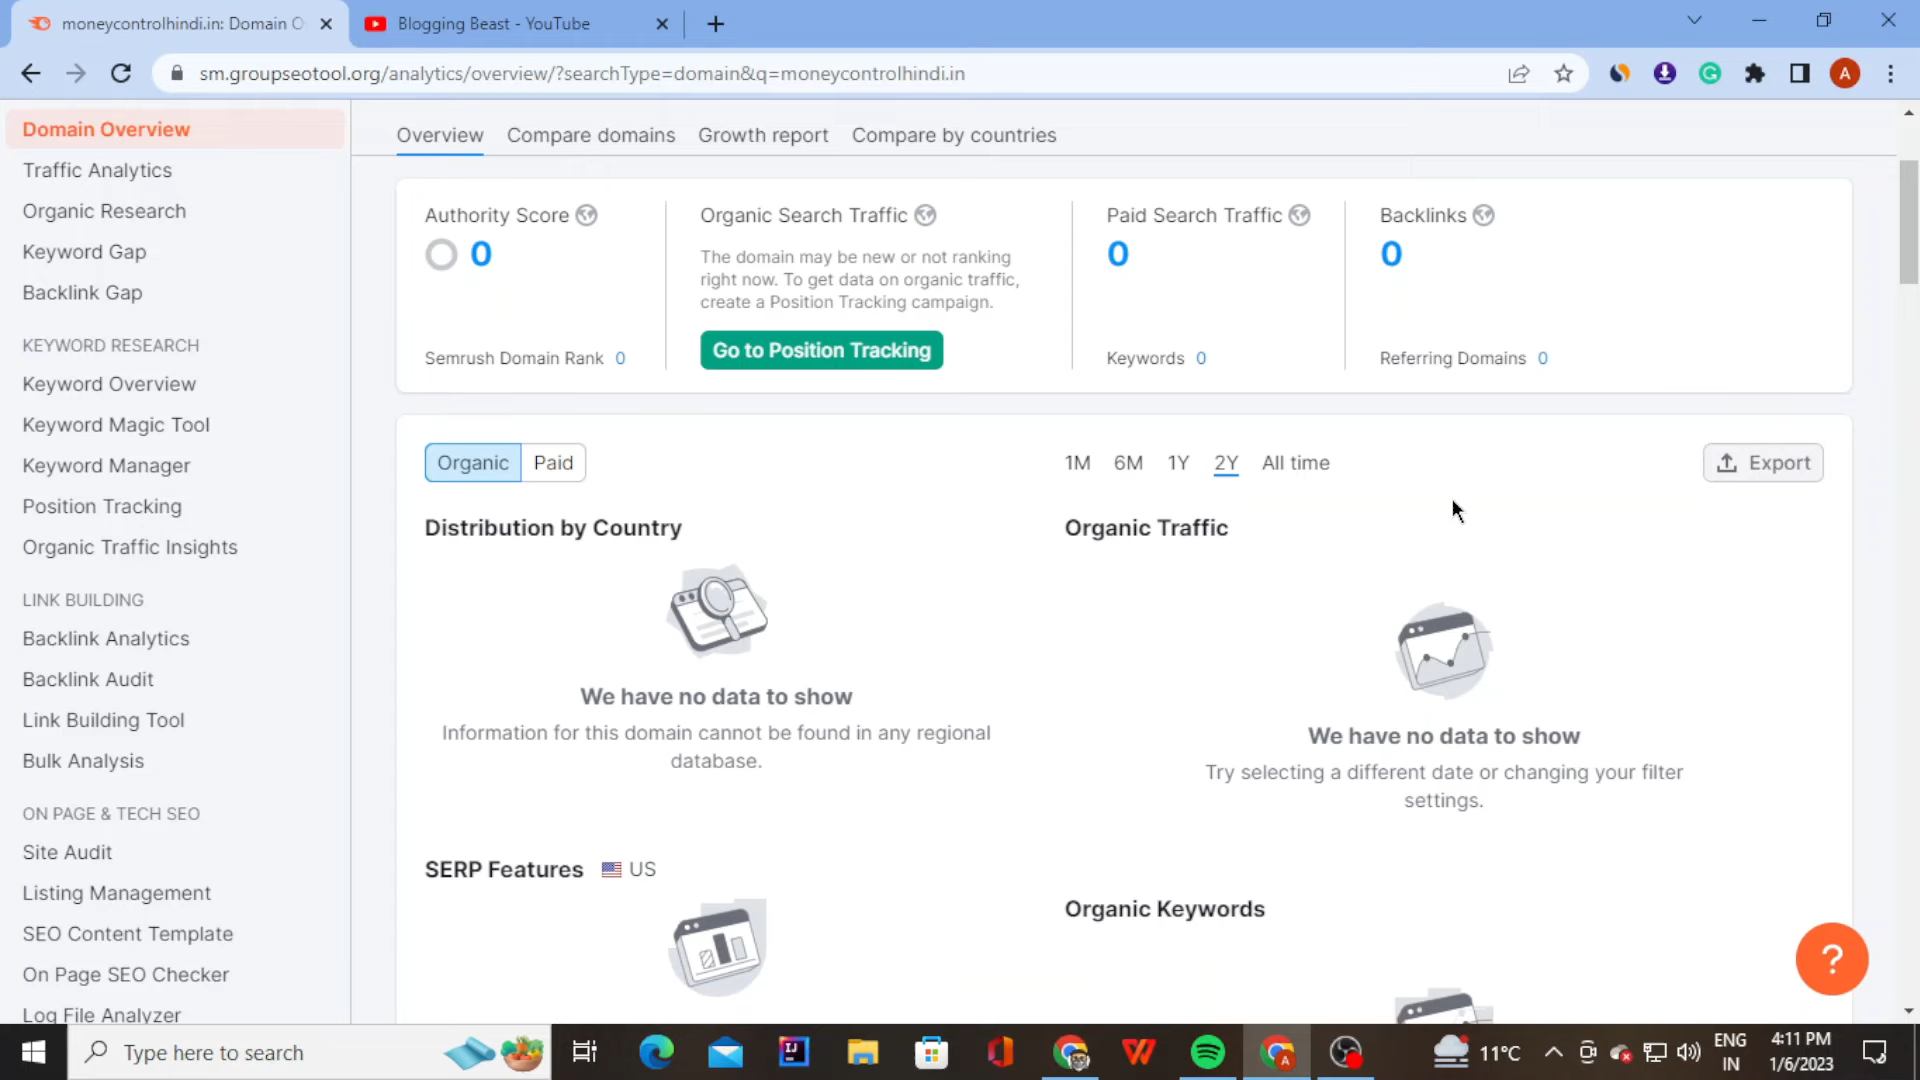 moneycontrolhindi.in: Domain O
Blogging Beast - YouTube
sm.groupseotool.org/analytics/overview/?searchType=domain&q=moneycontrolhindi.in
A
Domain Overview
Traffic Analytics
Organic Research
Keyword Gap
Backlink Gap
KEYWORD RESEARCH
Keyword Overview
Keyword Magic Tool
Keyword Manager
Position Tracking
Organic Traffic Insights
LINK BUILDING
Backlink Analytics
Backlink Audit
Link Building Tool
Bulk Analysis
ON PAGE & TECH SEO
Site Audit
Listing Management
SEO Content Template
On Page SEO Checker
Log File Analyzer
Overview Compare domains Growth report Compare by countries
Authority Score
0
Semrush Domain Rank 0
Organic Search Traffic
The domain may be new or not ranking
right now. To get data on organic traffic,
create a Position Tracking campaign.
Go to Position Tracking
Paid Search Traffic
0
Keywords 0
Backlinks
0
Referring Domains 0
Organic Paid
1M 6M 1Y 2Y All time
Export
Distribution by Country
We have no data to show
Information for this domain cannot be found in any regional
database.
Organic Traffic
We have no data to show
Try selecting a different date or changing your filter
settings.
SERP Features US
Organic Keywords
?
Type here to search
11°C
ENG
IN
4:11 PM
1/6/2023